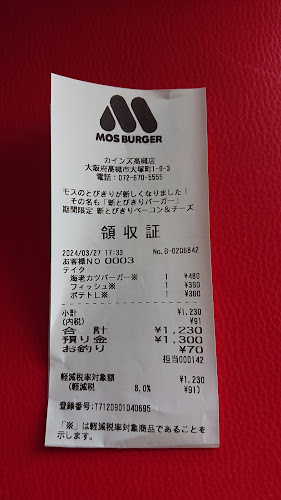 MOS BURGER
カインズ高槻店
大阪府高槻市大塚町1-9-3
電話:072-670-5555
モスのとびきりが新しくなりました!
その名も「新とびきりバーガー」
期間限定 新とびきりベーコン&チーズ
領収証
2024/03/27 17:33 No.B-0206842
お客様NO 0003
テイク
海老カツバーガー※ 1 ¥480
フィッシュ※ 1 ¥390
ポテトL※ 1 ¥360
小計 ¥1,230
(内税) ¥91
合計 ¥1,230
預り金 ¥1,300
お釣り ¥70
担当000142
軽減税率対象額 ¥1,230
(軽減税 8.0% ¥91)
登録番号:T7120901040695
「※」は軽減税率対象商品であることを
示します。